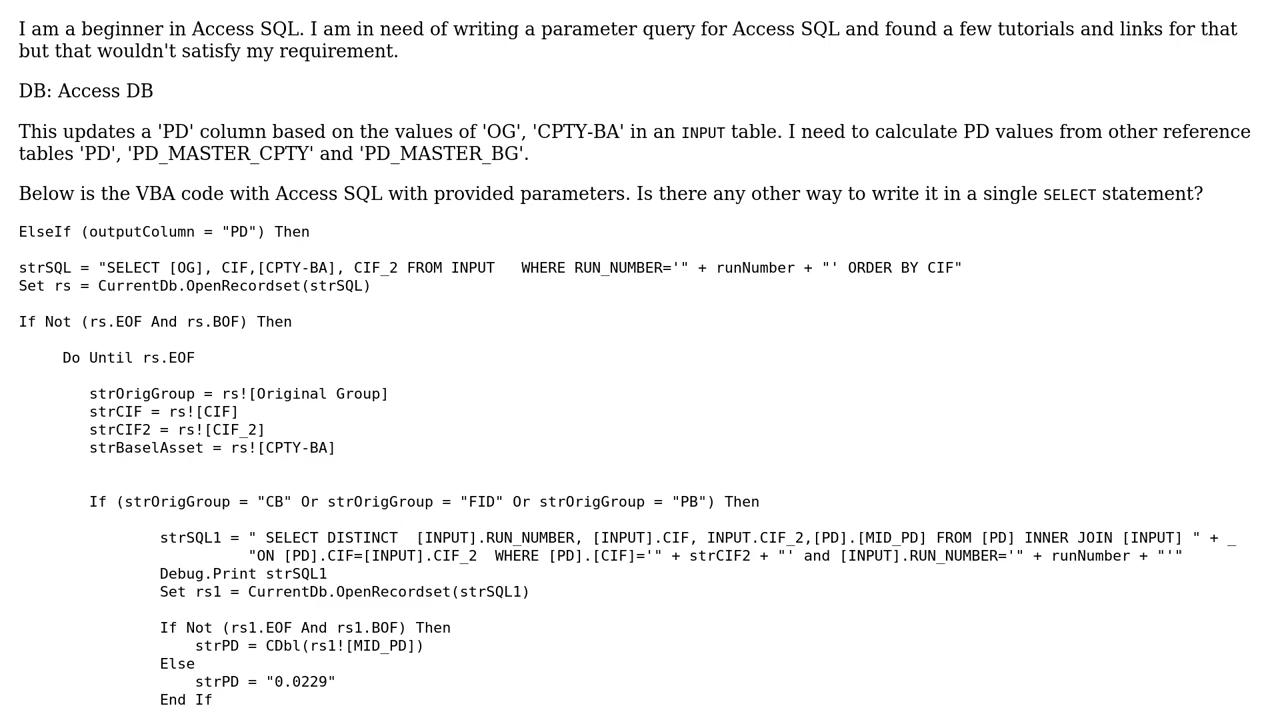 I am a beginner in Access SQL. I am in need of writing a parameter query for Access SQL and found a few tutorials and links for that
but that wouldn't satisfy my requirement.
DB: Access DB
This updates a 'PD' column based on the values of 'OG', 'CPTY-BA' in an INPUT table. I need to calculate PD values from other reference
tables 'PD', 'PD_MASTER_CPTY' and 'PD_MASTER_BG'.
Below is the VBA code with Access SQL with provided parameters. Is there any other way to write it in a single SELECT statement?
ElseIf (outputColumn = "PD") Then
strSQL = "SELECT [OG], CIF,[CPTY-BA], CIF_2 FROM INPUT   WHERE RUN_NUMBER='" + runNumber + "' ORDER BY CIF"
Set rs = CurrentDb.OpenRecordset(strSQL)
If Not (rs.EOF And rs.BOF) Then
     Do Until rs.EOF
        strOrigGroup = rs![Original Group]
        strCIF = rs![CIF]
        strCIF2 = rs![CIF_2]
        strBaselAsset = rs![CPTY-BA]
        If (strOrigGroup = "CB" Or strOrigGroup = "FID" Or strOrigGroup = "PB") Then
                strSQL1 = " SELECT DISTINCT  [INPUT].RUN_NUMBER, [INPUT].CIF, INPUT.CIF_2,[PD].[MID_PD] FROM [PD] INNER JOIN [INPUT] " + _
                          "ON [PD].CIF=[INPUT].CIF_2  WHERE [PD].[CIF]='" + strCIF2 + "' and [INPUT].RUN_NUMBER='" + runNumber + "'"
                Debug.Print strSQL1
                Set rs1 = CurrentDb.OpenRecordset(strSQL1)
                If Not (rs1.EOF And rs1.BOF) Then
                    strPD = CDbl(rs1![MID_PD])
                Else
                    strPD = "0.0229"
                End If